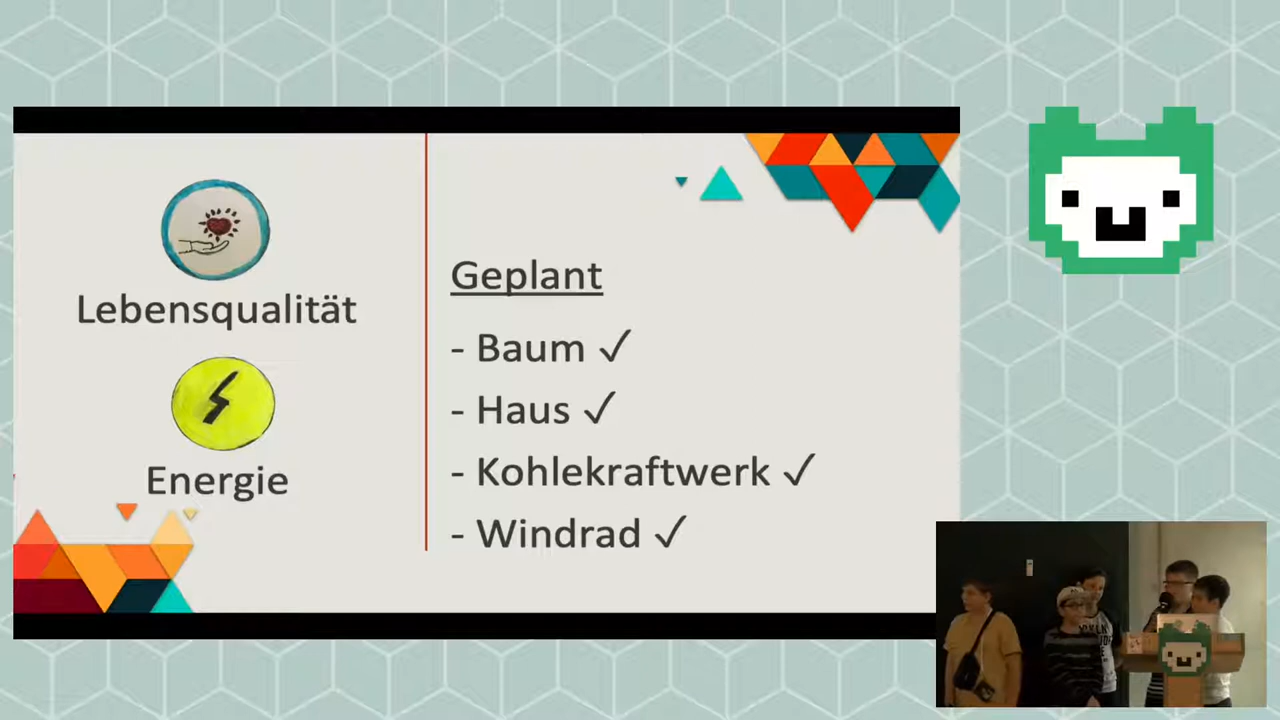 Lebensqualität
Energie
Geplant
- Baum ✓
- Haus ✓
- Kohlekraftwerk ✓
- Windrad ✓